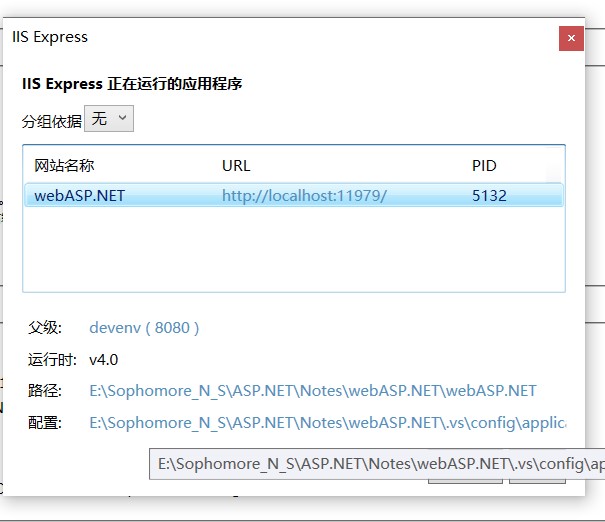 IIS Express
IIS Express 正在运行的应用程序
分组依据 无
网站名称 URL PID
webASP.NET http://localhost:11979/ 5132
父级: devenv ( 8080 )
运行时: v4.0
路径: E:\Sophomore_N_S\ASP.NET\Notes\webASP.NET\webASP.NET
配置: E:\Sophomore_N_S\ASP.NET\Notes\webASP.NET\.vs\config\applica
E:\Sophomore_N_S\ASP.NET\Notes\webASP.NET\.vs\config\ap